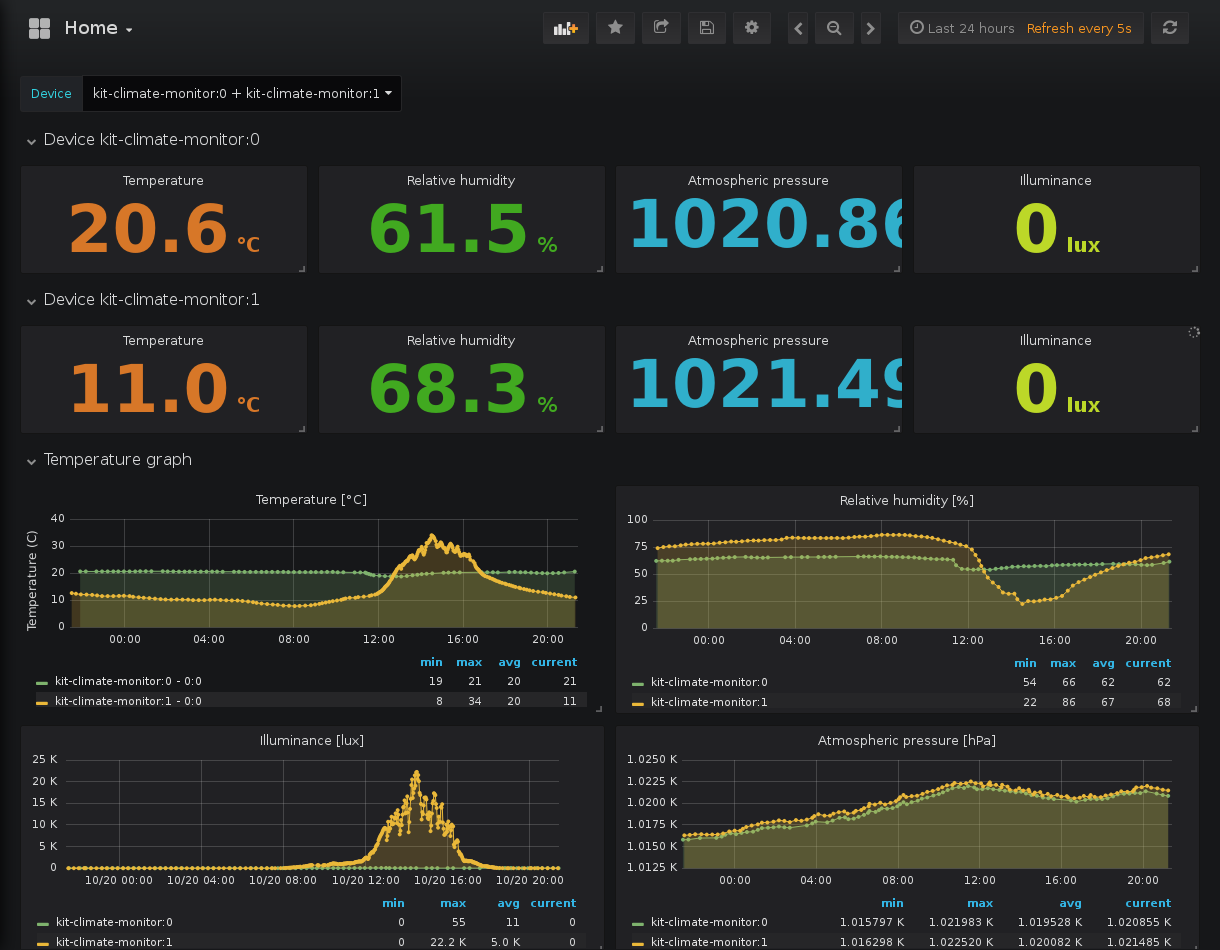 Home
Last 24 hours Refresh every 5s
Device kit-climate-monitor:0 + kit-climate-monitor:1
Device kit-climate-monitor:0
Temperature Relative humidity Atmospheric pressure Illuminance
20.6 °C 61.5 % 1020.86 0 lux
Device kit-climate-monitor:1
Temperature Relative humidity Atmospheric pressure Illuminance
11.0 °C 68.3 % 1021.49 0 lux
Temperature graph
Temperature [°C]
Temperature (C)
40
30
20
10
0
00:00 04:00 08:00 12:00 16:00 20:00
min max avg current
kit-climate-monitor:0 - 0:0 19 21 20 21
kit-climate-monitor:1 - 0:0 8 34 20 11
Relative humidity [%]
100
75
50
25
0
00:00 04:00 08:00 12:00 16:00 20:00
min max avg current
kit-climate-monitor:0 54 66 62 62
kit-climate-monitor:1 22 86 67 68
Illuminance [lux]
25 K
20 K
15 K
10 K
5 K
0
10/20 00:00 10/20 04:00 10/20 08:00 10/20 12:00 10/20 16:00 10/20 20:00
min max avg current
kit-climate-monitor:0 0 55 11 0
kit-climate-monitor:1 0 22.2 K 5.0 K 0
Atmospheric pressure [hPa]
1.0250 K
1.0225 K
1.0200 K
1.0175 K
1.0150 K
1.0125 K
00:00 04:00 08:00 12:00 16:00 20:00
min max avg current
kit-climate-monitor:0 1.015797 K 1.021983 K 1.019528 K 1.020855 K
kit-climate-monitor:1 1.016298 K 1.022520 K 1.020082 K 1.021485 K